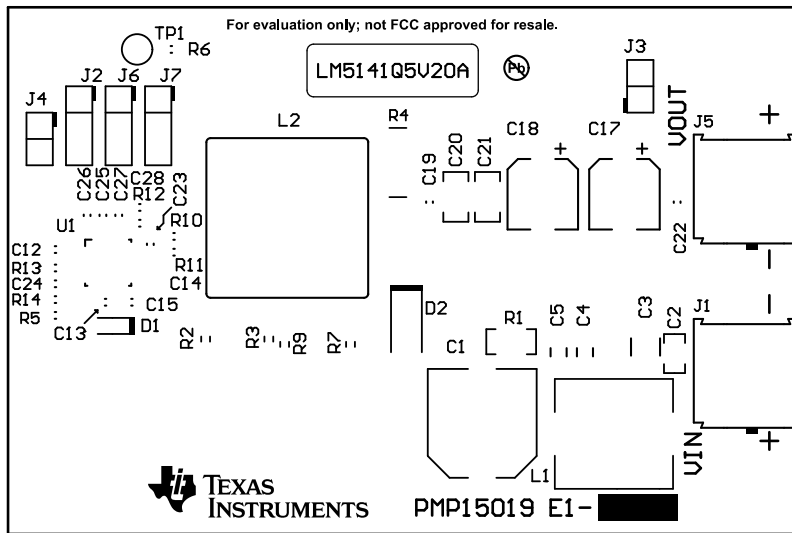 For evaluation only; not FCC approved for resale.
TP1
R6
LM5141Q5V20A
Pb
J3
J4
J2
J6
J7
L2
R4
C19
C20
C21
C18
+
C17
+
VOUT
J5
+
C26
C25
C27
C28
R12
C23
R10
U1
C12
R13
C24
R14
R5
R11
C14
C15
C13
D1
C22
−
R2
R3
R9
R7
D2
C1
R1
C5
C4
C3
C2
J1
−
L1
VIN
+
TEXAS
INSTRUMENTS
PMP15019 E1-